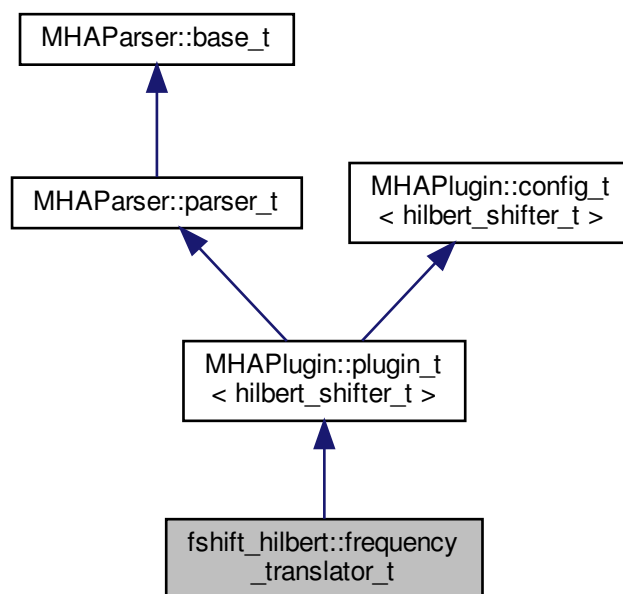 MHAParser::base_t
MHAParser::parser_t
MHAPlugin::config_t
< hilbert_shifter_t >
MHAPlugin::plugin_t
< hilbert_shifter_t >
fshift_hilbert::frequency
_translator_t